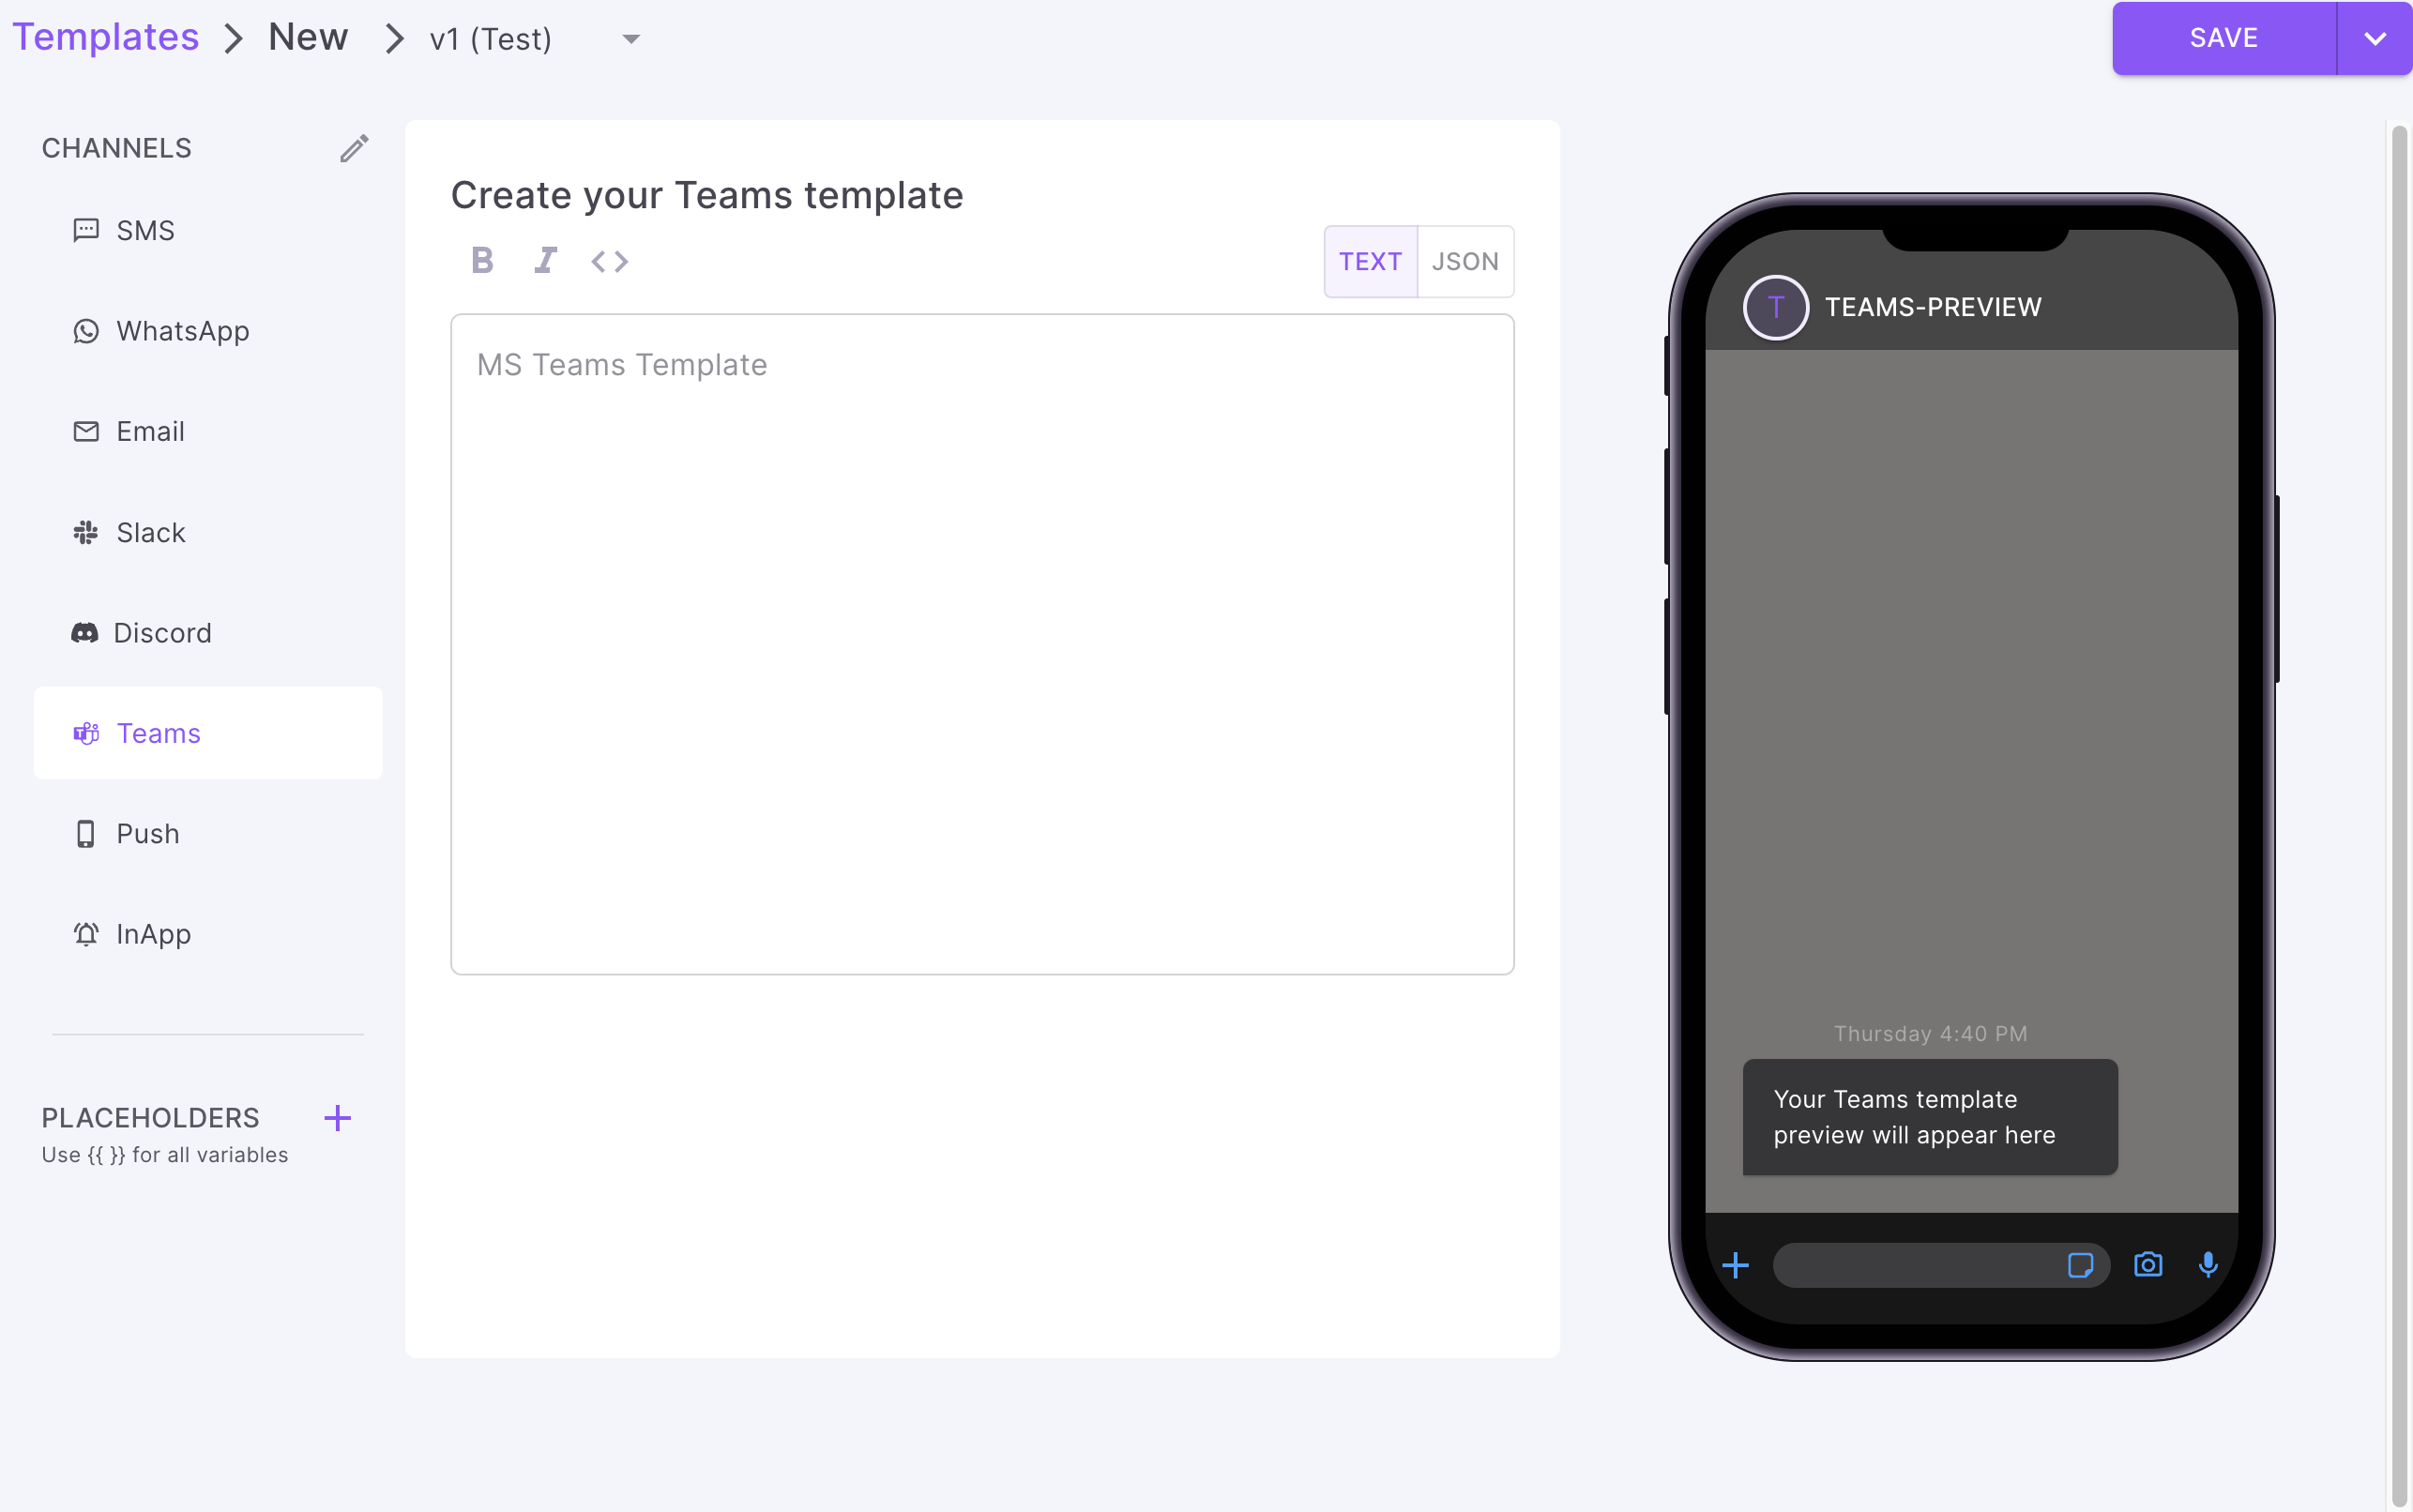 Templates
New
v1 (Test)
SAVE
CHANNELS
SMS
WhatsApp
Email
Slack
Discord
Teams
Push
InApp
PLACEHOLDERS
Use {{ }} for all variables
Create your Teams template
B I <>
TEXT
JSON
MS Teams Template
T
TEAMS-PREVIEW
Thursday 4:40 PM
Your Teams template
preview will appear here